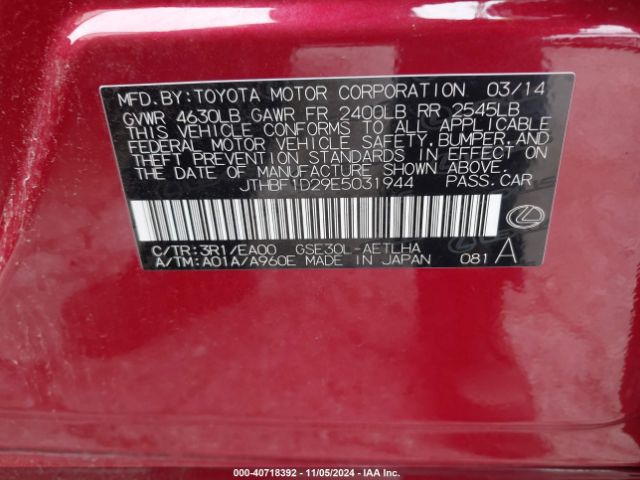 MFD.BY:TOYOTA MOTOR CORPORATION 03/14
GVWR 4630LB GAWR FR 2400LB RR 2545LB
THIS VEHICLE CONFORMS TO ALL APPLICABLE
FEDERAL MOTOR VEHICLE SAFETY,BUMPER,AND
THEFT PREVENTION STANDARDS IN EFFECT ON
THE DATE OF MANUFACTURE SHOWN ABOVE.
JTHBF1D29E5031944 PASS.CAR
C/TR:3R1/EA00 GSE30L-AETLHA
A/TM:A01A/A960E MADE IN JAPAN 081 A
000-40718392 - 11/05/2024 - IAA Inc.